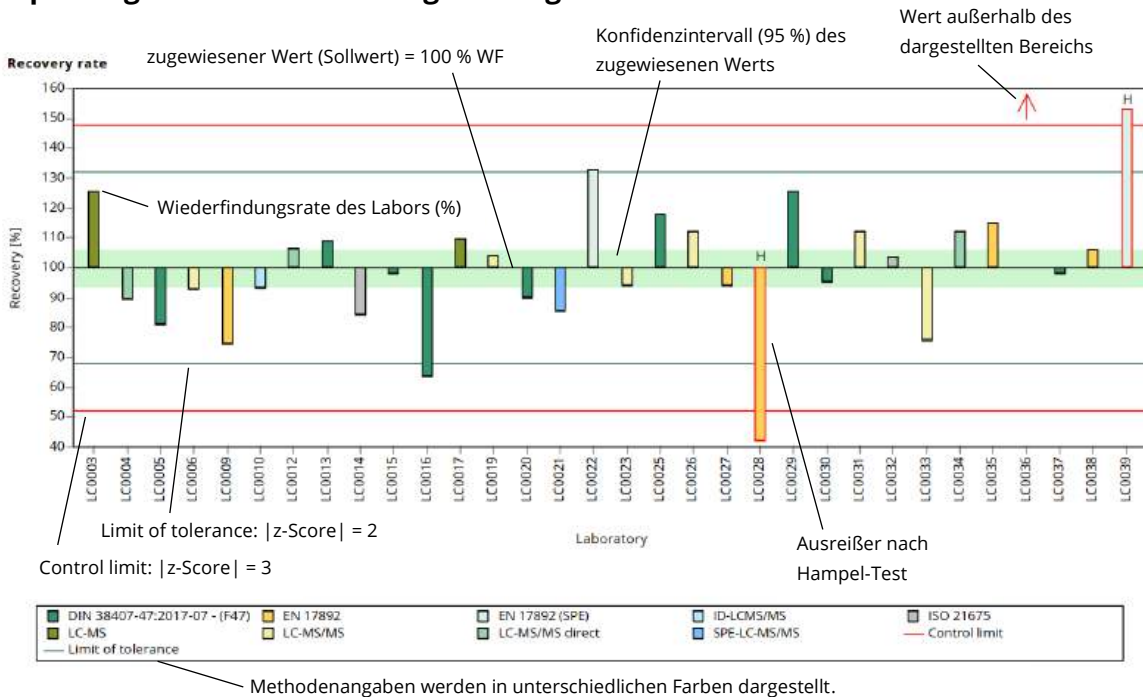 Wert außerhalb des
dargestellten Bereichs
Konfidenzintervall (95 %) des
zugewiesenen Werts
zugewiesener Wert (Sollwert) = 100 % WF
Recovery rate
160
150
140
130
120
110
100
90
80
70
60
50
40
Recovery [%]
H
H
Wiederfindungsrate des Labors (%)
LC0003
LC0004
LC0005
LC0006
LC0009
LC0010
LC0012
LC0013
LC0014
LC0015
LC0016
LC0017
LC0019
LC0020
LC0021
LC0022
LC0023
LC0025
LC0026
LC0027
LC0028
LC0029
LC0030
LC0031
LC0032
LC0033
LC0034
LC0035
LC0036
LC0037
LC0038
LC0039
Limit of tolerance: |z-Score| = 2
Laboratory
Control limit: |z-Score| = 3
Ausreißer nach
Hampel-Test
DIN 38407-47:2017-07 - (F47) EN 17892 EN 17892 (SPE) ID-LCMS/MS ISO 21675
LC-MS LC-MS/MS LC-MS/MS direct SPE-LC-MS/MS Control limit
Limit of tolerance
Methodenangaben werden in unterschiedlichen Farben dargestellt.